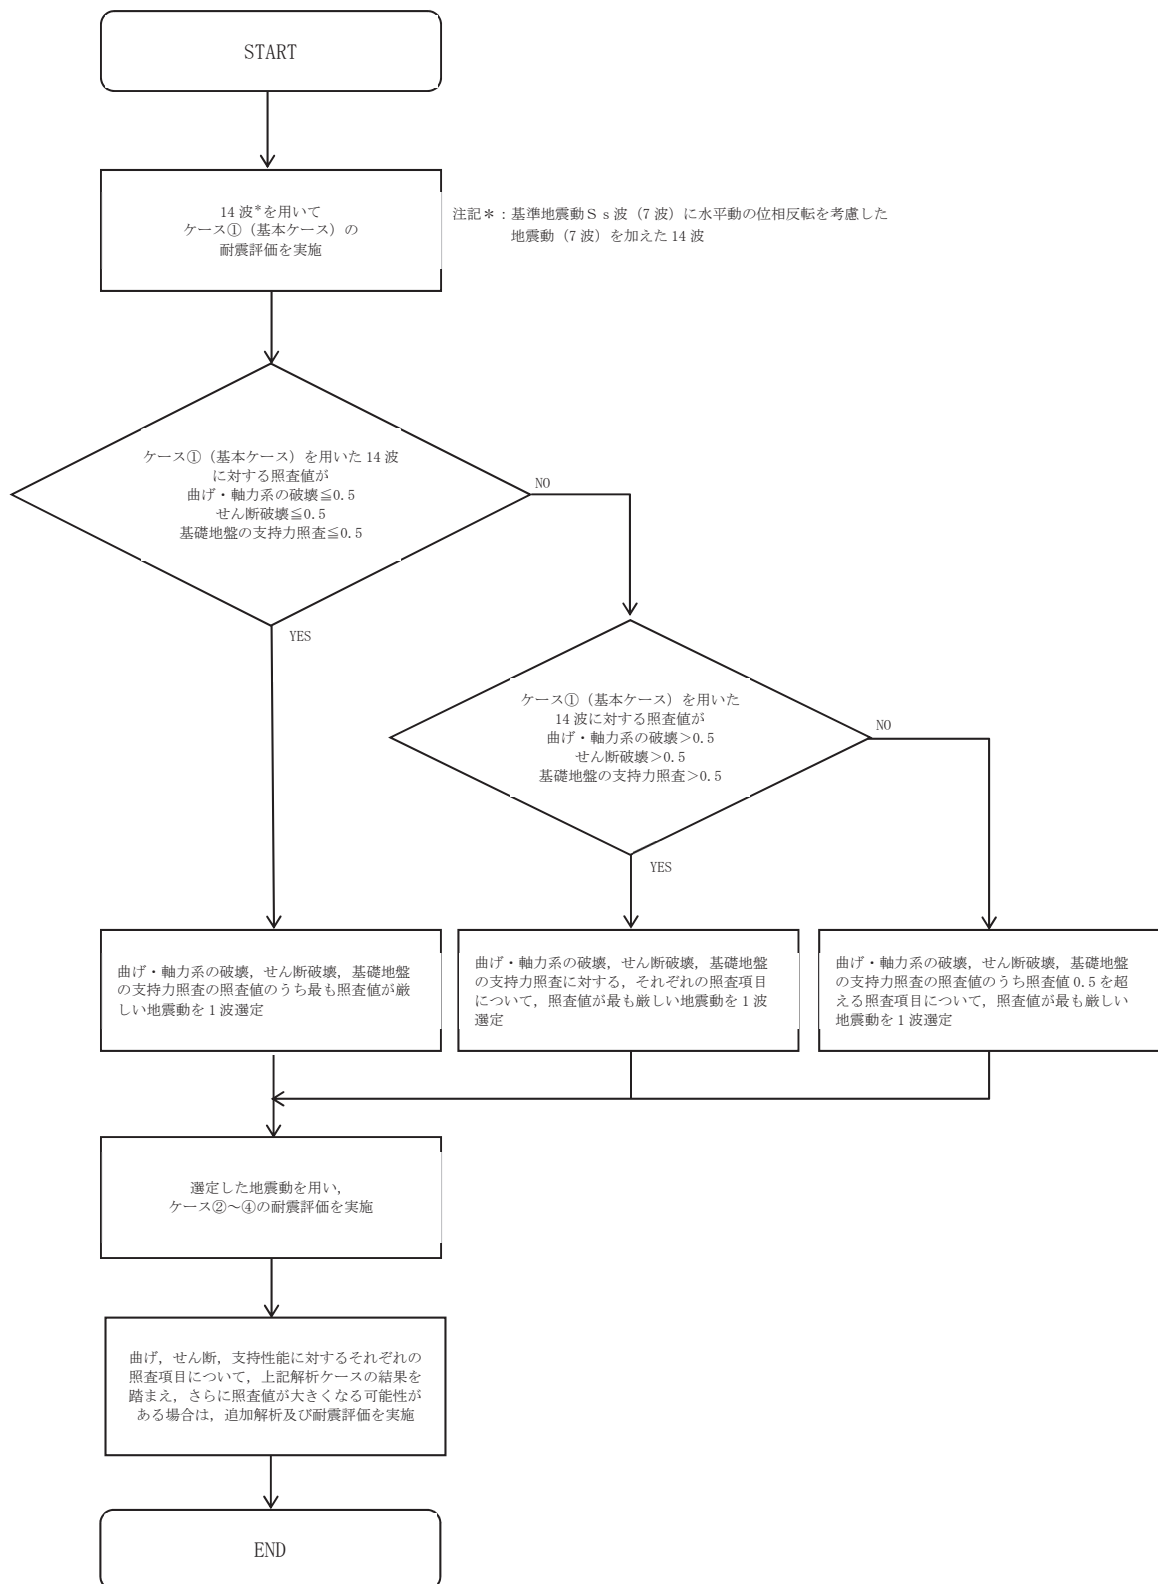 START
14 波*を用いて
ケース①（基本ケース）の
耐震評価を実施
注記＊：基準地震動Ｓｓ波（7 波）に水平動の位相反転を考慮した
地震動（7 波）を加えた 14 波
ケース①（基本ケース）を用いた 14 波
に対する照査値が
曲げ・軸力系の破壊≦0.5
せん断破壊≦0.5
基礎地盤の支持力照査≦0.5
NO
YES
ケース①（基本ケース）を用いた
14 波に対する照査値が
曲げ・軸力系の破壊＞0.5
せん断破壊＞0.5
基礎地盤の支持力照査＞0.5
NO
YES
曲げ・軸力系の破壊，せん断破壊，基礎地盤
の支持力照査の照査値のうち最も照査値が厳
しい地震動を 1 波選定
曲げ・軸力系の破壊，せん断破壊，基礎地盤
の支持力照査に対する，それぞれの照査項目
について，照査値が最も厳しい地震動を 1 波
選定
曲げ・軸力系の破壊，せん断破壊，基礎地盤
の支持力照査の照査値のうち照査値 0.5 を超
える照査項目について，照査値が最も厳しい
地震動を 1 波選定
選定した地震動を用い，
ケース②～④の耐震評価を実施
曲げ，せん断，支持性能に対するそれぞれの
照査項目について，上記解析ケースの結果を
踏まえ，さらに照査値が大きくなる可能性が
ある場合は，追加解析及び耐震評価を実施
END